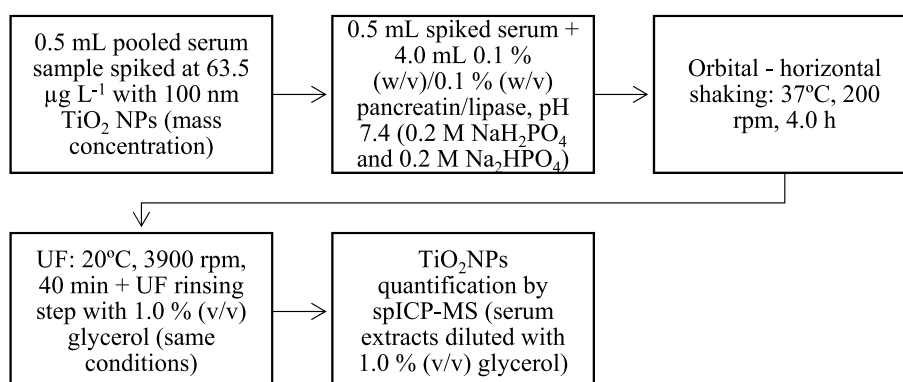 0.5 mL pooled serum
sample spiked at 63.5
µg L⁻¹ with 100 nm
TiO₂ NPs (mass
concentration)
0.5 mL spiked serum +
4.0 mL 0.1 %
(w/v)/0.1 % (w/v)
pancreatin/lipase, pH
7.4 (0.2 M NaH₂PO₄
and 0.2 M Na₂HPO₄)
Orbital - horizontal
shaking: 37ºC, 200
rpm, 4.0 h
UF: 20ºC, 3900 rpm,
40 min + UF rinsing
step with 1.0 % (v/v)
glycerol (same
conditions)
TiO₂NPs
quantification by
spICP-MS (serum
extracts diluted with
1.0 % (v/v) glycerol)